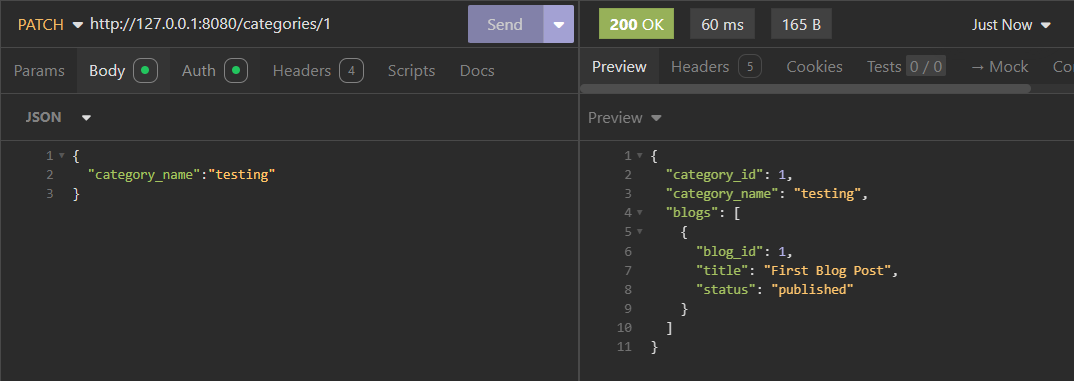 PATCH http://127.0.0.1:8080/categories/1 Send
Params Body Auth Headers 4 Scripts Docs
JSON
1 {
2 "category_name":"testing"
3 }
200 OK 60 ms 165 B Just Now
Preview Headers 5 Cookies Tests 0 / 0 → Mock Co
Preview
1 {
2 "category_id": 1,
3 "category_name": "testing",
4 "blogs": [
5 {
6 "blog_id": 1,
7 "title": "First Blog Post",
8 "status": "published"
9 }
10 ]
11 }